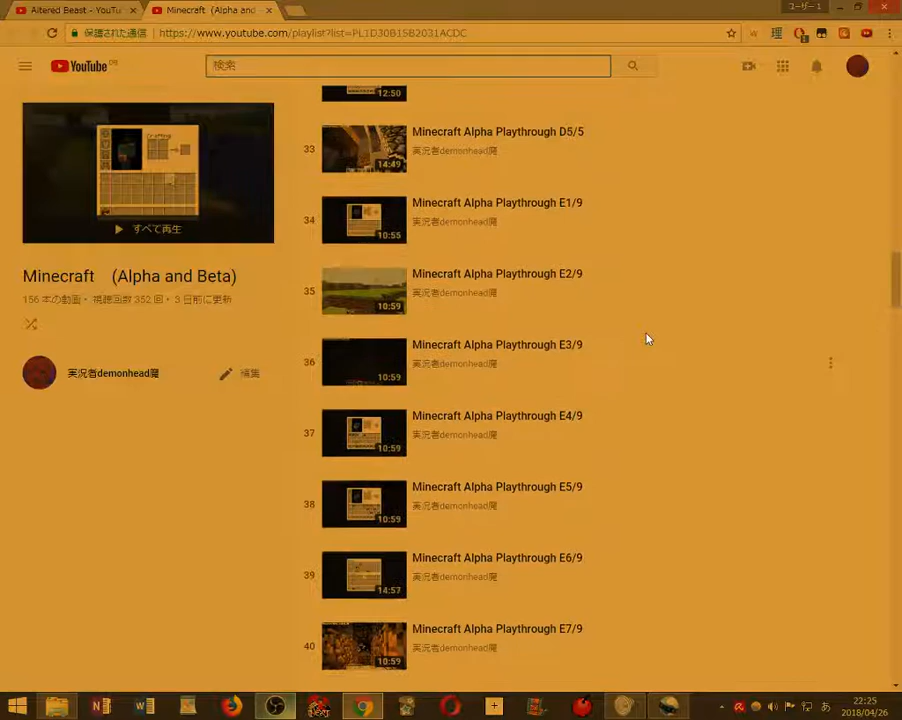 Altered Beast - YouTu
Minecraft (Alpha and
ユーザー 1
保護された通信
https://www.youtube.com/playlist?list=PL1D30B15B2031ACDC
YouTube
検索
12:50
33
14:49
Minecraft Alpha Playthrough D5/5
実況者demonhead魔
34
10:55
Minecraft Alpha Playthrough E1/9
実況者demonhead魔
35
10:59
Minecraft Alpha Playthrough E2/9
実況者demonhead魔
36
10:59
Minecraft Alpha Playthrough E3/9
実況者demonhead魔
37
10:59
Minecraft Alpha Playthrough E4/9
実況者demonhead魔
38
10:59
Minecraft Alpha Playthrough E5/9
実況者demonhead魔
39
14:57
Minecraft Alpha Playthrough E6/9
実況者demonhead魔
40
10:59
Minecraft Alpha Playthrough E7/9
実況者demonhead魔
Crafting
すべて再生
Minecraft (Alpha and Beta)
156 本の動画・ 視聴回数 352 回・ 3 日前に更新
実況者demonhead魔
編集
あ
22:25
2018/04/26